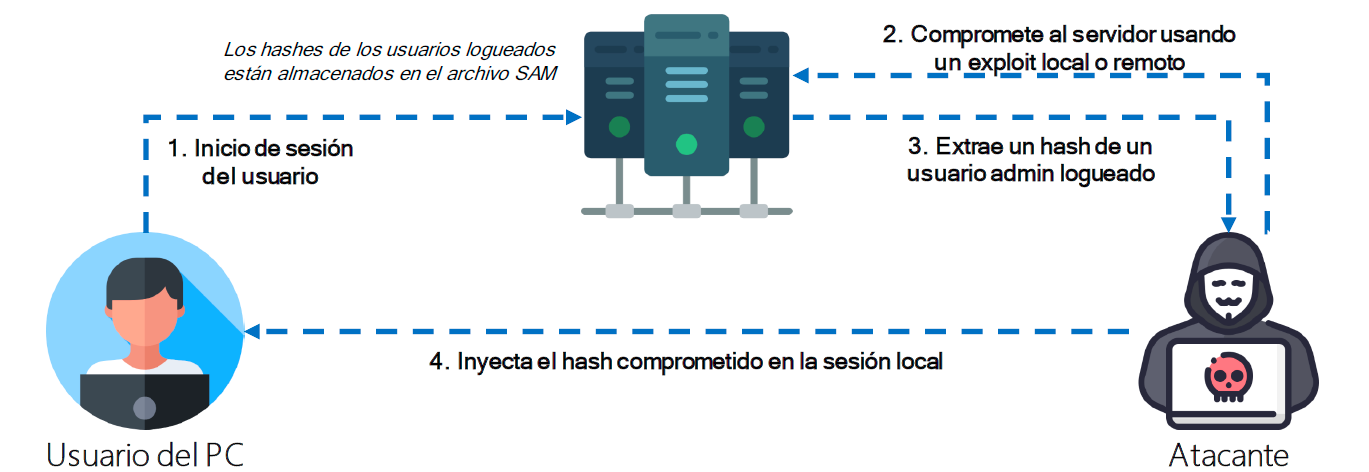 Los hashes de los usuarios logueados
están almacenados en el archivo SAM
2. Compromete al servidor usando
un exploit local o remoto
1. Inicio de sesión
del usuario
3. Extrae un hash de un
usuario admin logueado
4. Inyecta el hash comprometido en la sesión local
Usuario del PC
Atacante